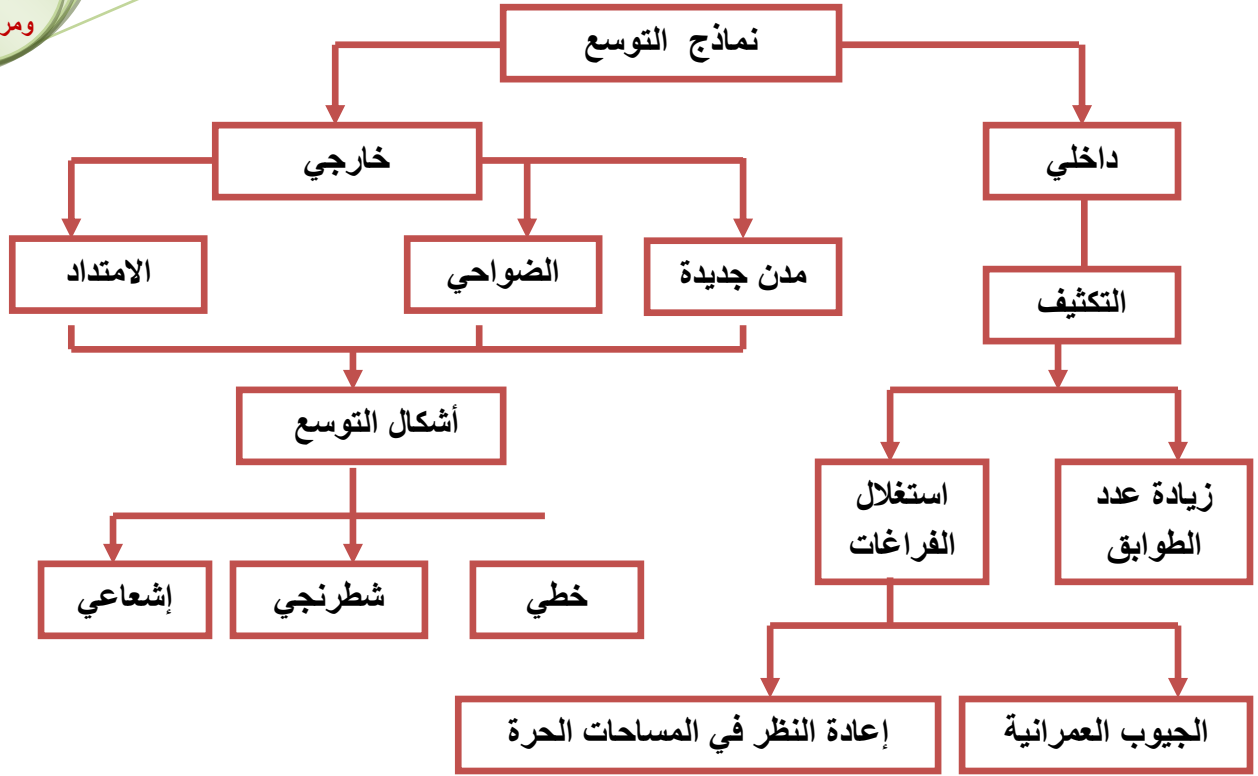 ومر
نماذج التوسع
داخلي
خارجي
مدن جديدة
الضواحي
الامتداد
التكثيف
أشكال التوسع
زيادة عدد
الطوابق
استغلال
الفراغات
خطي
شطرنجي
إشعاعي
الجيوب العمرانية
إعادة النظر في المساحات الحرة